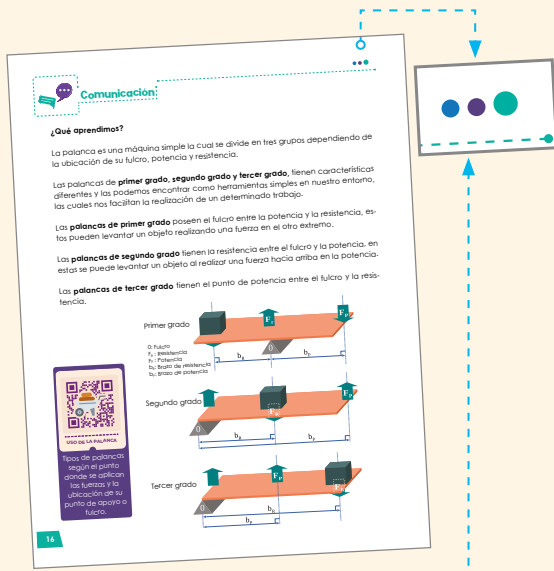 Comunicación
¿Qué aprendimos?
La palanca es una máquina simple la cual se divide en tres grupos dependiendo de
la ubicación de su fulcro, potencia y resistencia.
Las palancas de primer grado, segundo grado y tercer grado, tienen características
diferentes y las podemos encontrar como herramientas simples en nuestro entorno,
las cuales nos facilitan la realización de un determinado trabajo.
Las palancas de primer grado poseen el fulcro entre la potencia y la resistencia, es-
tos pueden levantar un objeto realizando una fuerza en el otro extremo.
Las palancas de segundo grado tienen la resistencia entre el fulcro y la potencia, en
estas se puede levantar un objeto al realizar una fuerza hacia arriba en la potencia.
Las palancas de tercer grado tienen el punto de potencia entre el fulcro y la resis-
tencia.
Primer grado
0: Fulcro
: Resistencia
: Potencia
: Brazo de resistencia
: Brazo de potencia
0
Segundo grado
0
Tercer grado
F_P
0
b_R
b_P
USO DE LA PALANCA
Tipos de palancas
según el punto
donde se aplican
las fuerzas y la
ubicación de su
punto de apoyo o
fulcro.
16